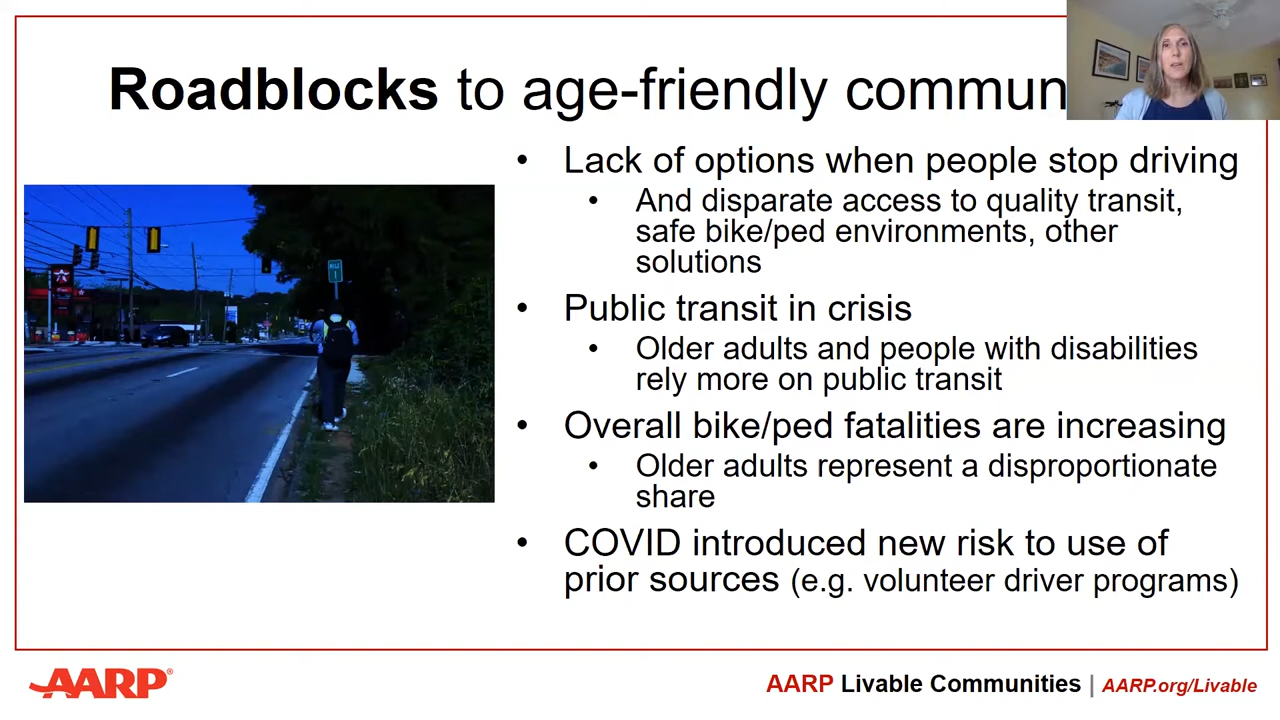 Roadblocks to age-friendly commun
• Lack of options when people stop driving
• And disparate access to quality transit,
safe bike/ped environments, other
solutions
• Public transit in crisis
• Older adults and people with disabilities
rely more on public transit
• Overall bike/ped fatalities are increasing
• Older adults represent a disproportionate
share
• COVID introduced new risk to use of
prior sources (e.g. volunteer driver programs)
AARP®
AARP Livable Communities | AARP.org/Livable